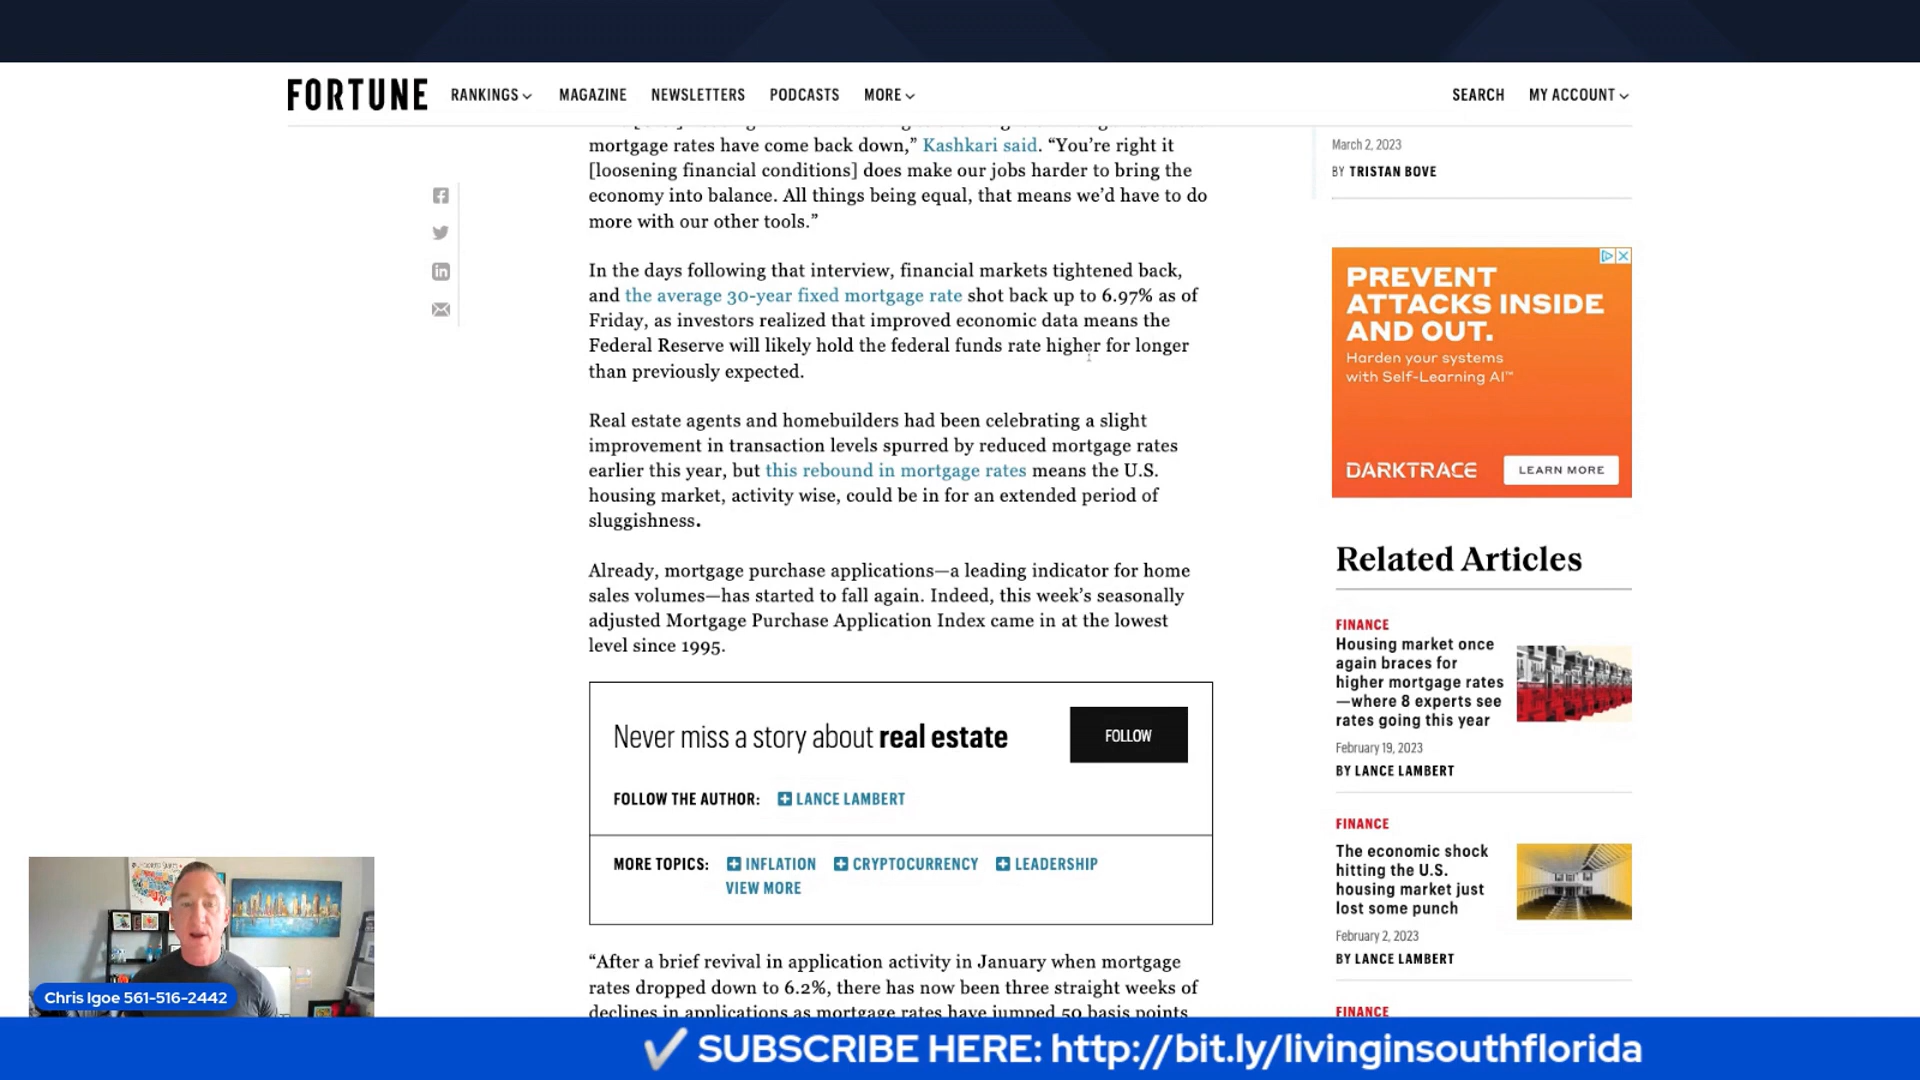 FORTUNE RANKINGS MAGAZINE NEWSLETTERS PODCASTS MORE SEARCH MY ACCOUNT
mortgage rates have come back down,” Kashkari said. “You’re right it
[loosening financial conditions] does make our jobs harder to bring the
economy into balance. All things being equal, that means we’d have to do
more with our other tools.”
In the days following that interview, financial markets tightened back,
and the average 30-year fixed mortgage rate shot back up to 6.97% as of
Friday, as investors realized that improved economic data means the
Federal Reserve will likely hold the federal funds rate higher for longer
than previously expected.
Real estate agents and homebuilders had been celebrating a slight
improvement in transaction levels spurred by reduced mortgage rates
earlier this year, but this rebound in mortgage rates means the U.S.
housing market, activity wise, could be in for an extended period of
sluggishness.
Already, mortgage purchase applications—a leading indicator for home
sales volumes—has started to fall again. Indeed, this week’s seasonally
adjusted Mortgage Purchase Application Index came in at the lowest
level since 1995.
Never miss a story about real estate
FOLLOW
FOLLOW THE AUTHOR: LANCE LAMBERT
MORE TOPICS: INFLATION CRYPTOCURRENCY LEADERSHIP
VIEW MORE
“After a brief revival in application activity in January when mortgage
rates dropped down to 6.2%, there has now been three straight weeks of
declines in applications as mortgage rates have jumped 50 basis points
March 2, 2023
BY TRISTAN BOVE
PREVENT
ATTACKS INSIDE
AND OUT.
Harden your systems
with Self-Learning AI™
DARKTRACE
LEARN MORE
Related Articles
FINANCE
Housing market once
again braces for
higher mortgage rates
—where 8 experts see
rates going this year
February 19, 2023
BY LANCE LAMBERT
FINANCE
The economic shock
hitting the U.S.
housing market just
lost some punch
February 2, 2023
BY LANCE LAMBERT
FINANCE
Chris Igoe 561-516-2442
SUBSCRIBE HERE: http://bit.ly/livinginsouthflorida